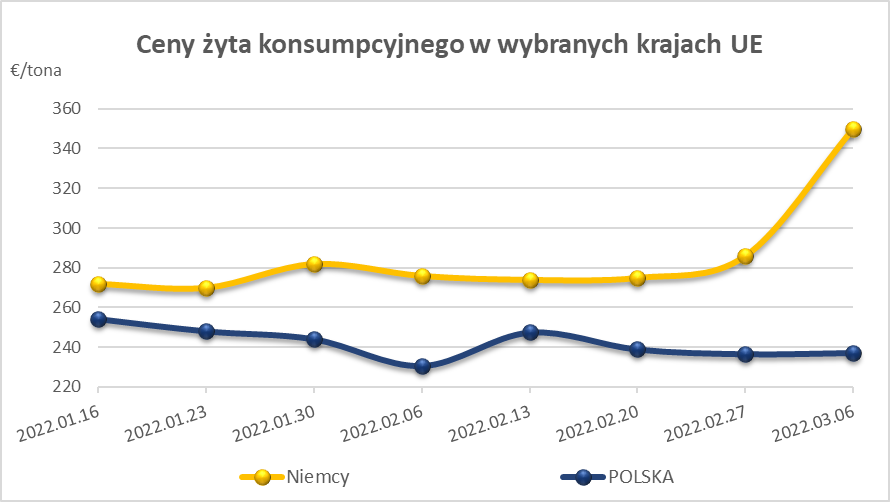 Ceny żyta konsumpcyjnego w wybranych krajach UE
€/tona
360
340
320
300
280
260
240
220
2022.01.16 2022.01.23 2022.01.30 2022.02.06 2022.02.13 2022.02.20 2022.02.27 2022.03.06
Niemcy POLSKA